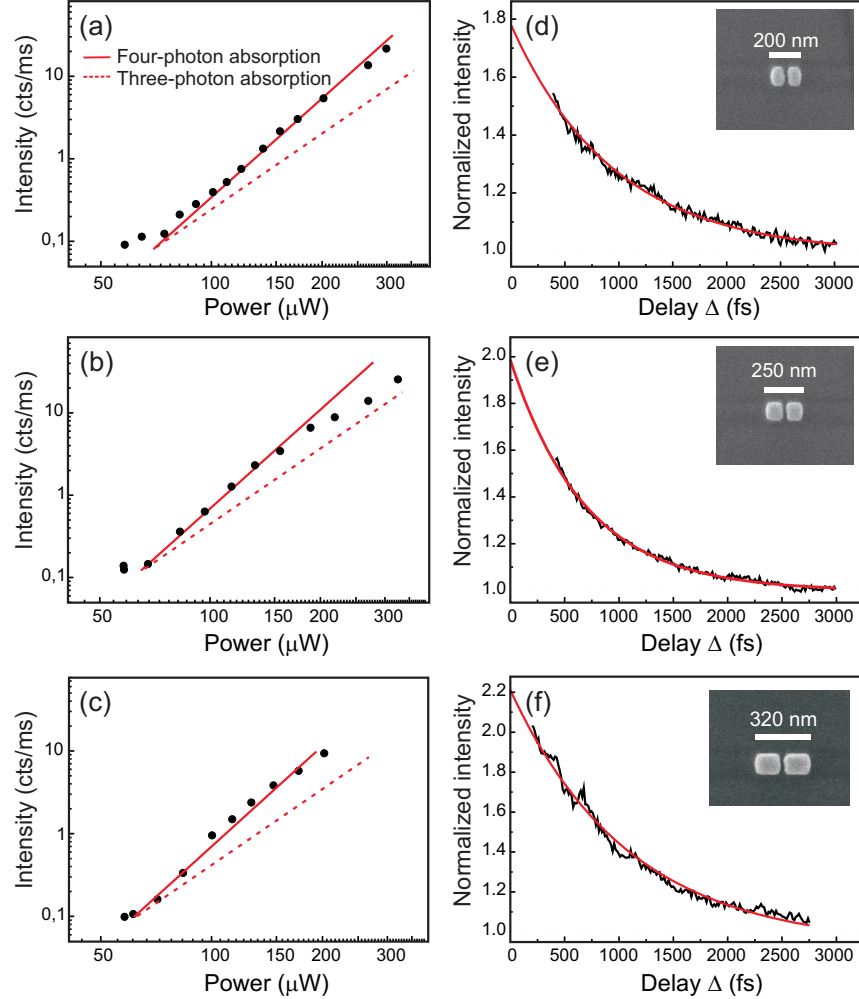 (a)
Four-photon absorption
Three-photon absorption
10
1
0,1
Intensity (cts/ms)
50 100 150 200 300
Power (μW)
(d)
200 nm
1.8
1.6
1.4
1.2
1.0
Normalized intensity
0 500 1000 1500 2000 2500 3000
Delay Δ (fs)
(b)
10
1
0,1
Intensity (cts/ms)
50 100 150 200 300
Power (μW)
(e)
250 nm
2.0
1.8
1.6
1.4
1.2
1.0
Normalized intensity
0 500 1000 1500 2000 2500 3000
Delay Δ (fs)
(c)
10
1
0,1
Intensity (cts/ms)
50 100 150 200 300
Power (μW)
(f)
320 nm
2.2
2.0
1.8
1.6
1.4
1.2
1.0
Normalized intensity
0 500 1000 1500 2000 2500 3000
Delay Δ (fs)